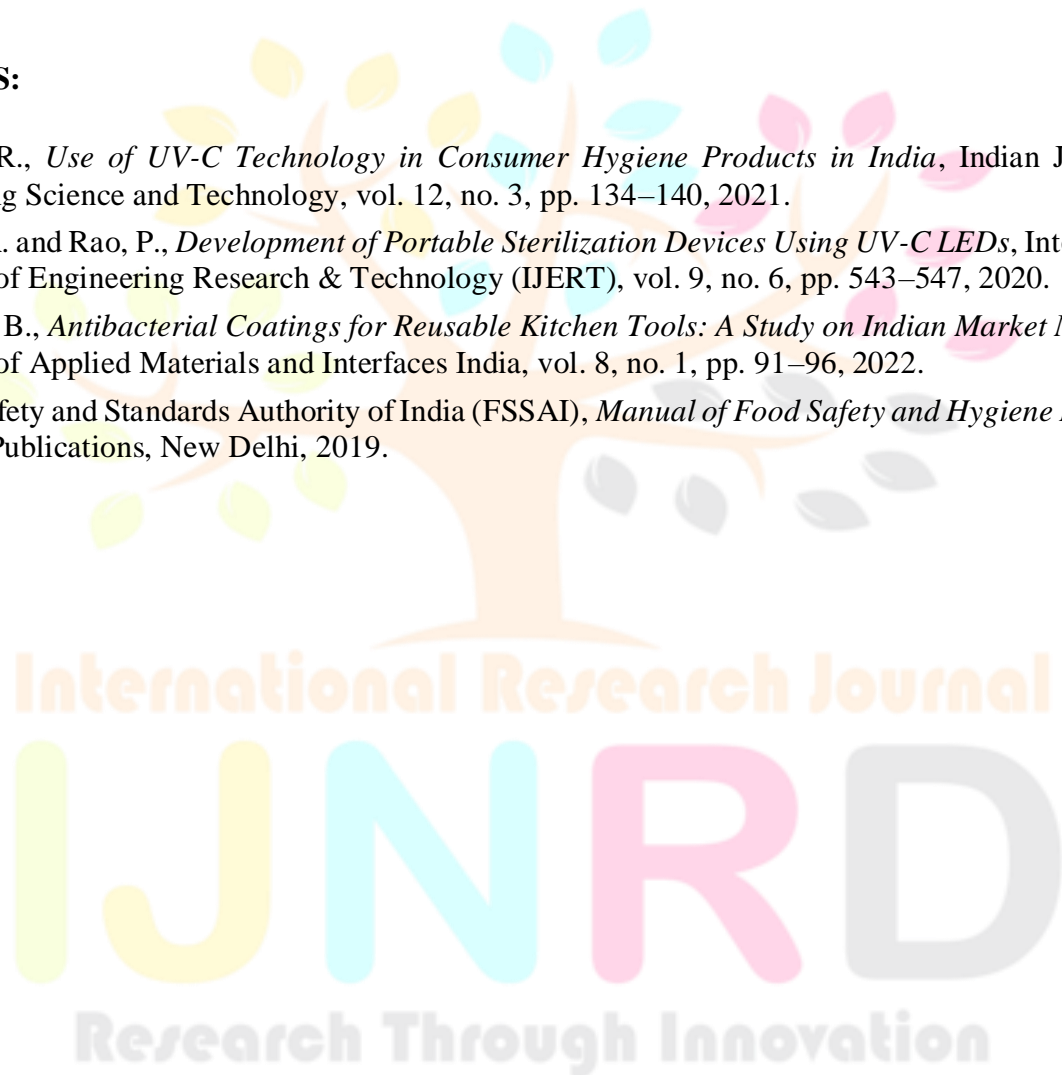 S:
R., Use of UV-C Technology in Consumer Hygiene Products in India, Indian J
g Science and Technology, vol. 12, no. 3, pp. 134–140, 2021.
. and Rao, P., Development of Portable Sterilization Devices Using UV-C LEDs, Int
of Engineering Research & Technology (IJERT), vol. 9, no. 6, pp. 543–547, 2020.
B., Antibacterial Coatings for Reusable Kitchen Tools: A Study on Indian Market
of Applied Materials and Interfaces India, vol. 8, no. 1, pp. 91–96, 2022.
fety and Standards Authority of India (FSSAI), Manual of Food Safety and Hygiene
Publications, New Delhi, 2019.
International Research Journal
IJNRD
Research Through Innovation